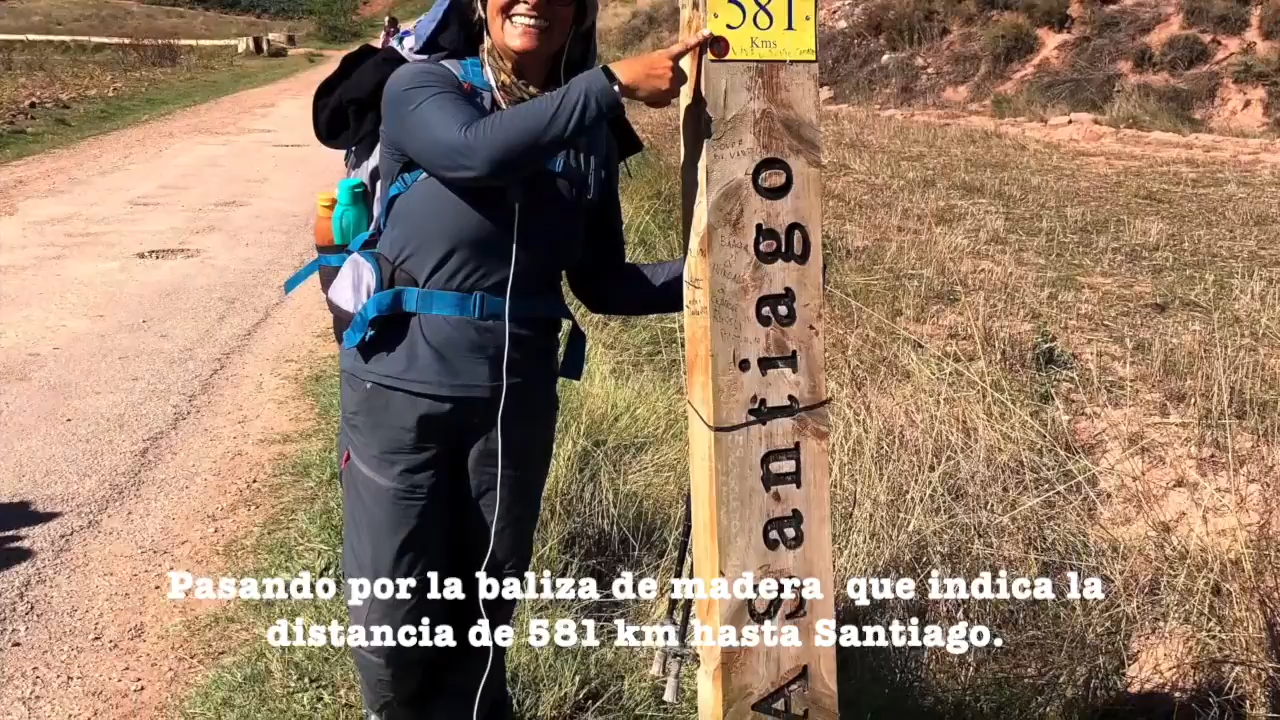 581
Kms
A Santiago
Pasando por la baliza de madera que indica la
distancia de 581 km hasta Santiago.